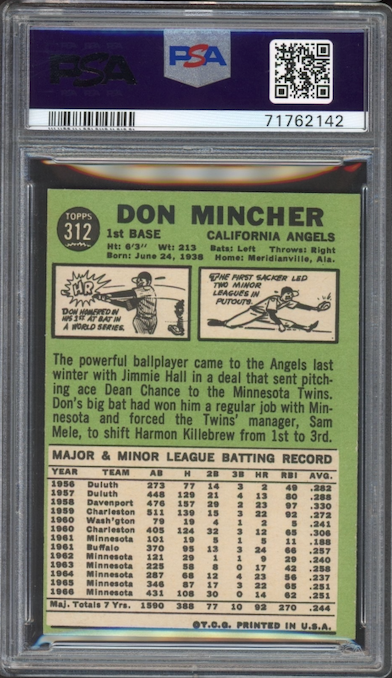 PSA
PSA
71762142
TOPPS
312
DON MINCHER
1st BASE CALIFORNIA ANGELS
Ht: 6'3" Wt: 213 Bats: Left Throws: Right
Born: June 24, 1938 Home: Meridianville, Ala.
HR
DON HOMERED IN
HIS 1ST AT BAT IN
A WORLD SERIES.
THE FIRST SACKER LED
TWO MINOR
LEAGUES IN
PUTOUTS.
The powerful ballplayer came to the Angels last
winter with Jimmie Hall in a deal that sent pitch-
ing ace Dean Chance to the Minnesota Twins.
Don's big bat had won him a regular job with Min-
nesota and forced the Twins' manager, Sam
Mele, to shift Harmon Killebrew from 1st to 3rd.
MAJOR & MINOR LEAGUE BATTING RECORD
YEAR TEAM AB H 2B 3B HR RBI AVG.
1956 Duluth 273 77 14 3 2 49 .282
1957 Duluth 448 129 21 4 13 80 .288
1958 Davenport 476 157 29 2 23 97 .330
1959 Charleston 511 139 15 3 22 92 .272
1960 Wash'gton 79 19 4 1 2 5 .241
1960 Charleston 405 124 32 3 12 65 .306
1961 Minnesota 101 19 5 1 5 11 .188
1961 Buffalo 370 95 13 3 24 66 .257
1962 Minnesota 121 29 1 1 9 29 .240
1963 Minnesota 225 58 8 0 17 42 .258
1964 Minnesota 287 68 12 4 23 56 .237
1965 Minnesota 346 87 17 3 22 65 .251
1966 Minnesota 431 108 30 0 14 62 .251
Maj. Totals 7 Yrs. 1590 388 77 10 92 270 .244
©T.C.G. PRINTED IN U.S.A.